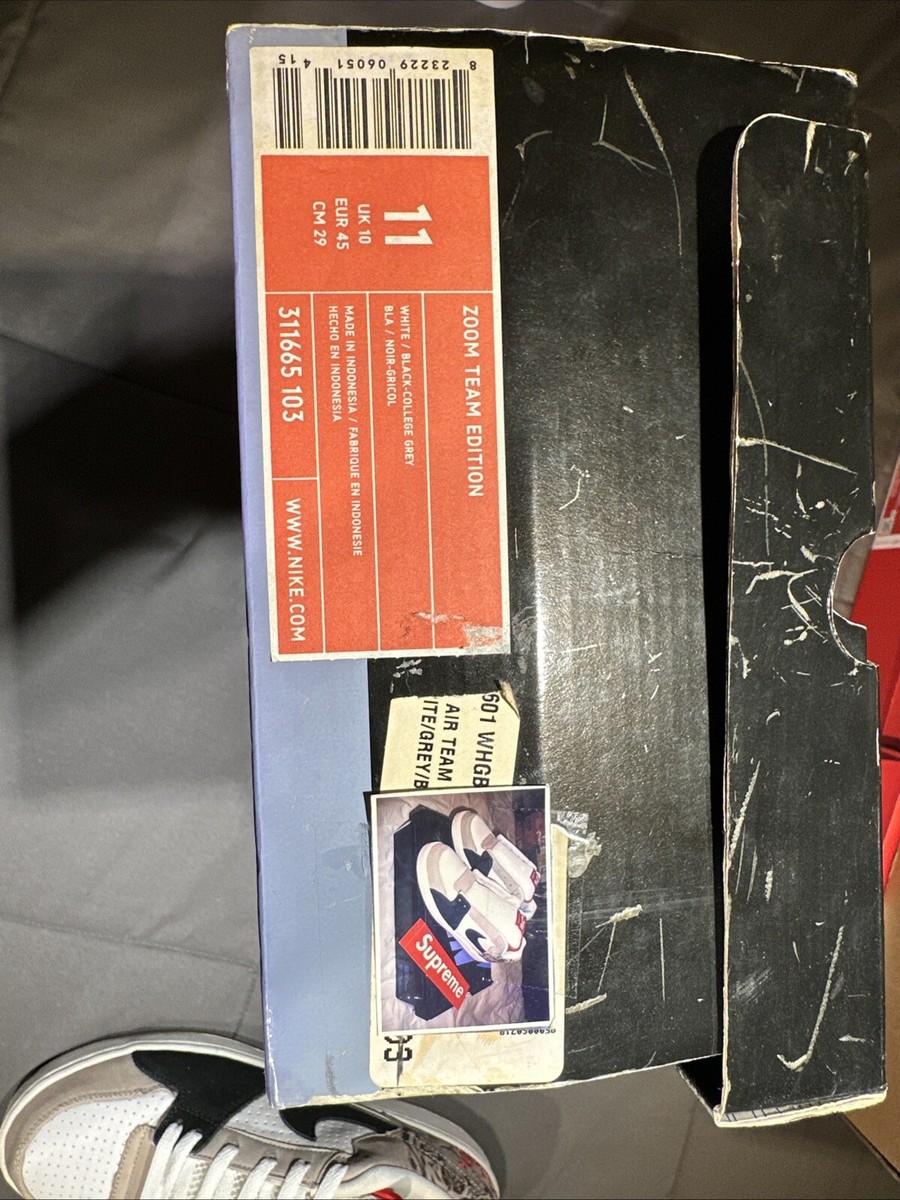 8 23229 06051 415
11
UK 10
EUR 45
CM 29
ZOOM TEAM EDITION
WHITE / BLACK-COLLEGE GREY
BLA / NOIR-GRICOL
MADE IN INDONESIA / FABRIQUE EN INDONESIE
HECHO EN INDONESIA
311665 103
WWW.NIKE.COM
601 WHGB
AIR TEAM
ITE/GREY/B
Supreme